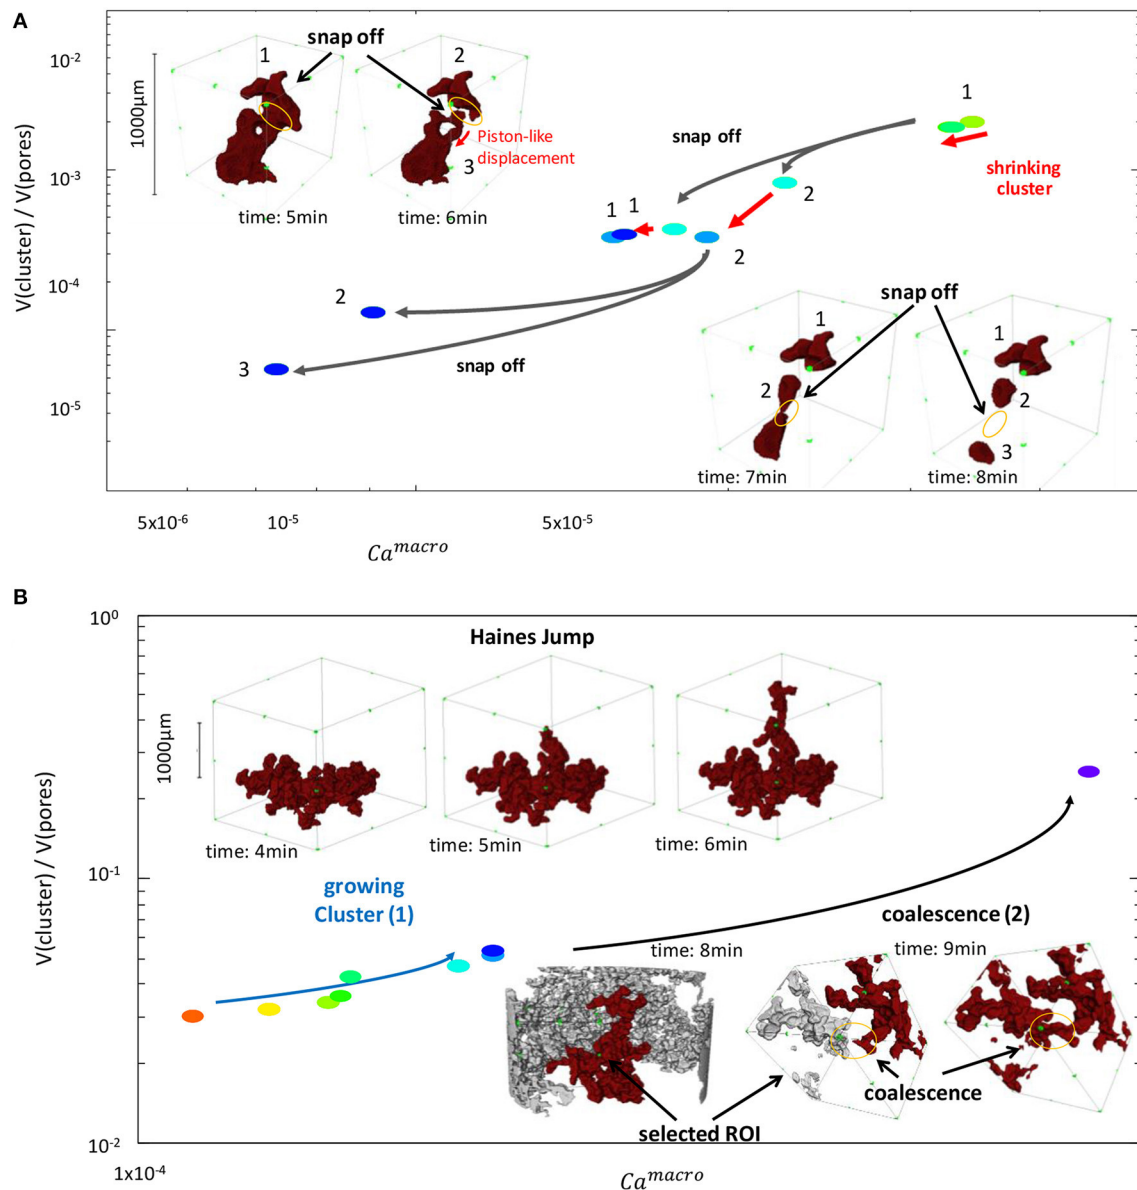 A
snap off
1
2
1000µm
Piston-like
displacement
3
time: 5min
time: 6min
10⁻²
10⁻³
10⁻⁴
10⁻⁵
V(cluster) / V(pores)
1
snap off
shrinking
cluster
2
1 1
2
2
3
snap off
snap off
1
1
2
2
3
time: 7min
time: 8min
5x10⁻⁶
10⁻⁵
5x10⁻⁵
Ca^macro
B
10⁰
10⁻¹
10⁻²
V(cluster) / V(pores)
Haines Jump
1000µm
time: 4min
time: 5min
time: 6min
growing
Cluster (1)
coalescence (2)
time: 8min
time: 9min
coalescence
selected ROI
1x10⁻⁴
Ca^macro